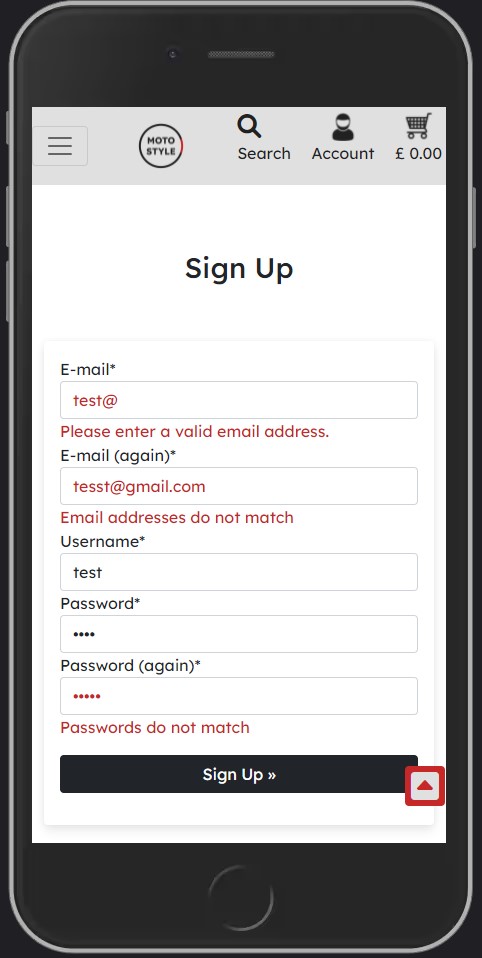 MOTO
STYLE
Search
Account
£ 0.00
Sign Up
E-mail*
test@
Please enter a valid email address.
E-mail (again)*
tesst@gmail.com
Email addresses do not match
Username*
test
Password*
••••
Password (again)*
•••••
Passwords do not match
Sign Up »